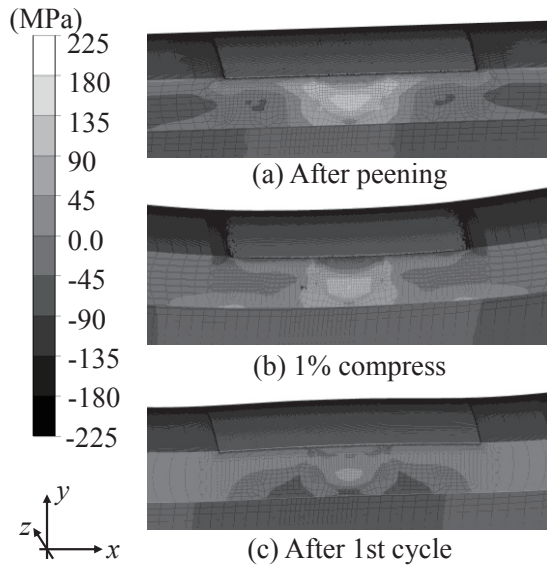 (MPa)
225
180
135
90
45
0.0
-45
-90
-135
-180
-225
(a) After peening
(b) 1% compress
(c) After 1st cycle
y
z
x